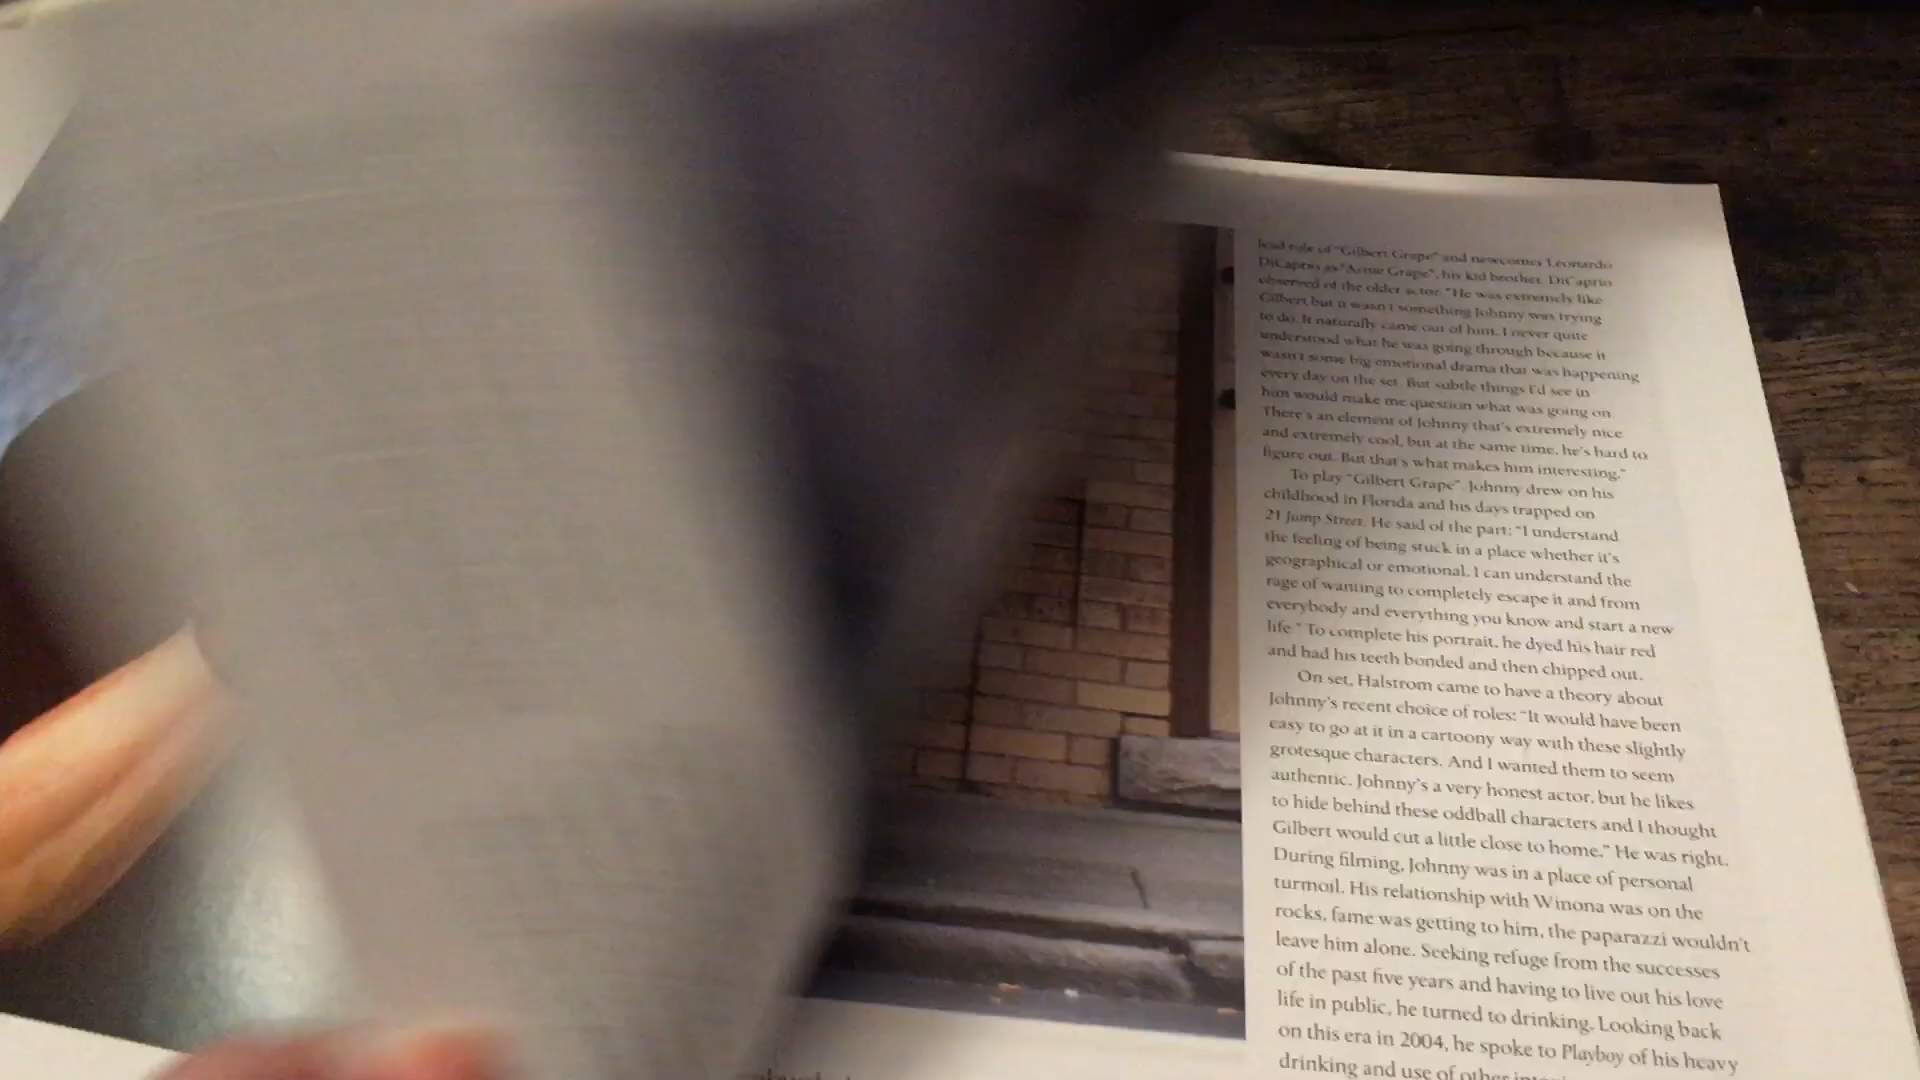 lead role of "Gilbert Grape" and newcomer Leonardo
DiCaprio as "Arnie Grape", his kid brother. DiCaprio
observed of the older actor: "He was extremely like
Gilbert but it wasn't something Johnny was trying
to do. It naturally came out of him. I never quite
understood what he was going through because it
wasn't some big emotional drama that was happening
every day on the set. But subtle things I'd see in
him would make me question what was going on.
There's an element of Johnny that's extremely nice
and extremely cool, but at the same time, he's hard to
figure out. But that's what makes him interesting."
To play "Gilbert Grape", Johnny drew on his
childhood in Florida and his days trapped on
21 Jump Street. He said of the part: "I understand
the feeling of being stuck in a place whether it's
geographical or emotional. I can understand the
rage of wanting to completely escape it and from
everybody and everything you know and start a new
life." To complete his portrait, he dyed his hair red
and had his teeth bonded and then chipped out.
On set, Halstrom came to have a theory about
Johnny's recent choice of roles: "It would have been
easy to go at it in a cartoony way with these slightly
grotesque characters. And I wanted them to seem
authentic. Johnny's a very honest actor, but he likes
to hide behind these oddball characters and I thought
Gilbert would cut a little close to home." He was right.
During filming, Johnny was in a place of personal
turmoil. His relationship with Winona was on the
rocks, fame was getting to him, the paparazzi wouldn't
leave him alone. Seeking refuge from the successes
of the past five years and having to live out his love
life in public, he turned to drinking. Looking back
on this era in 2004, he spoke to Playboy of his heavy
drinking and use of other